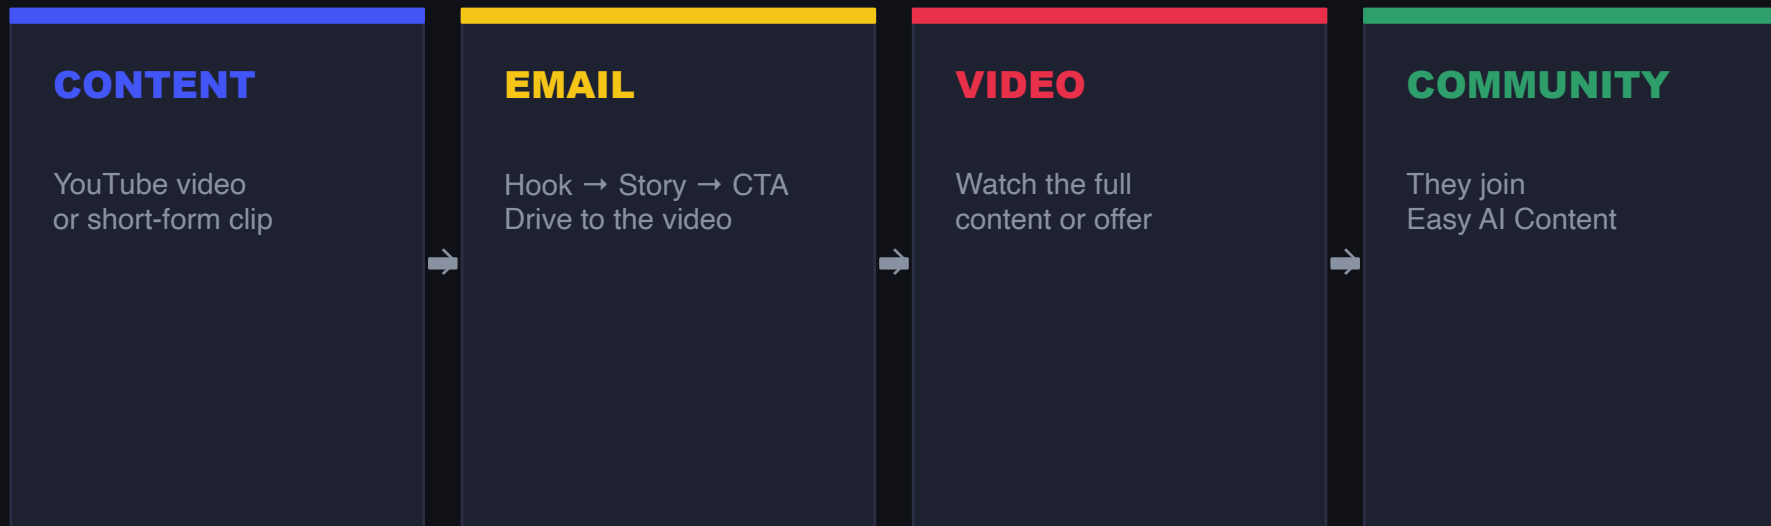 CONTENT
YouTube video
or short-form clip
EMAIL
Hook → Story → CTA
Drive to the video
VIDEO
Watch the full
content or offer
COMMUNITY
They join
Easy AI Content